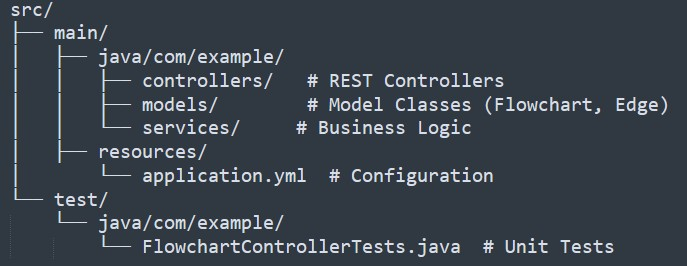 src/
├── main/
│   ├── java/com/example/
│   │   ├── controllers/   # REST Controllers
│   │   ├── models/        # Model Classes (Flowchart, Edge)
│   │   └── services/     # Business Logic
│   ├── resources/
│       └── application.yml  # Configuration
└── test/
    └── java/com/example/
        └── FlowchartControllerTests.java  # Unit Tests